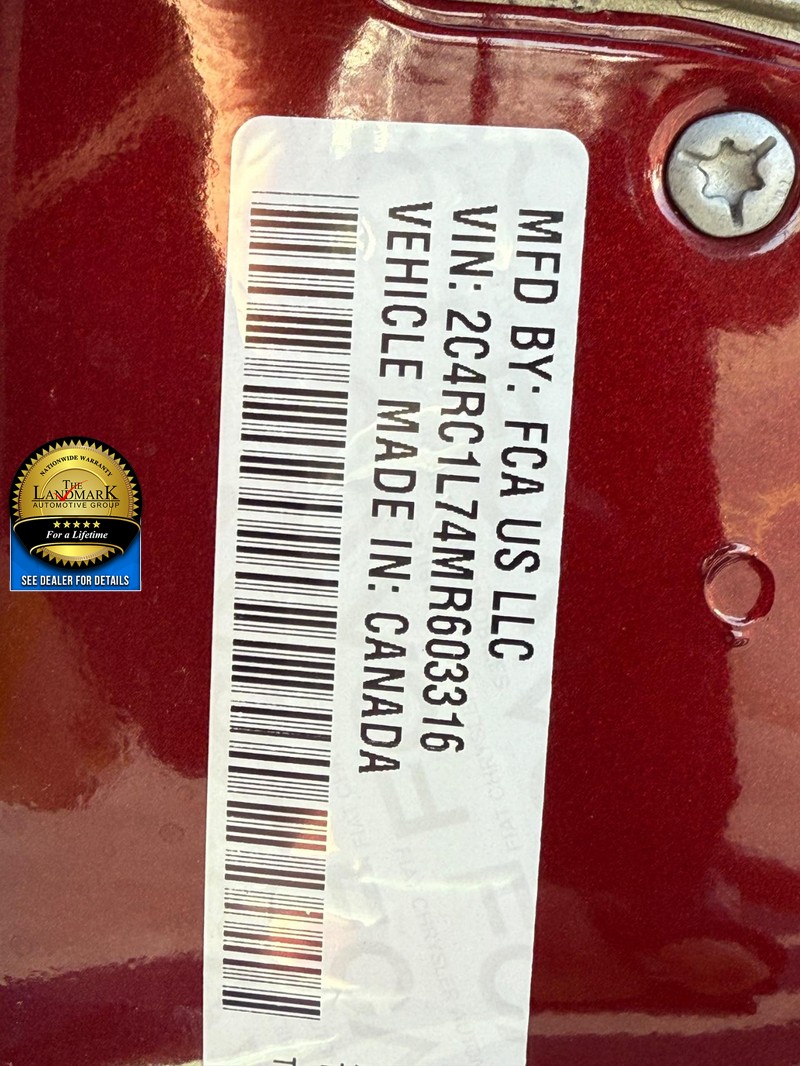 MFD BY: FCA US LLC
VIN: 2C4RC1L74MR603316
VEHICLE MADE IN: CANADA
NATIONWIDE WARRANTY
THE
LANDMARK
AUTOMOTIVE GROUP
For a Lifetime
SEE DEALER FOR DETAILS